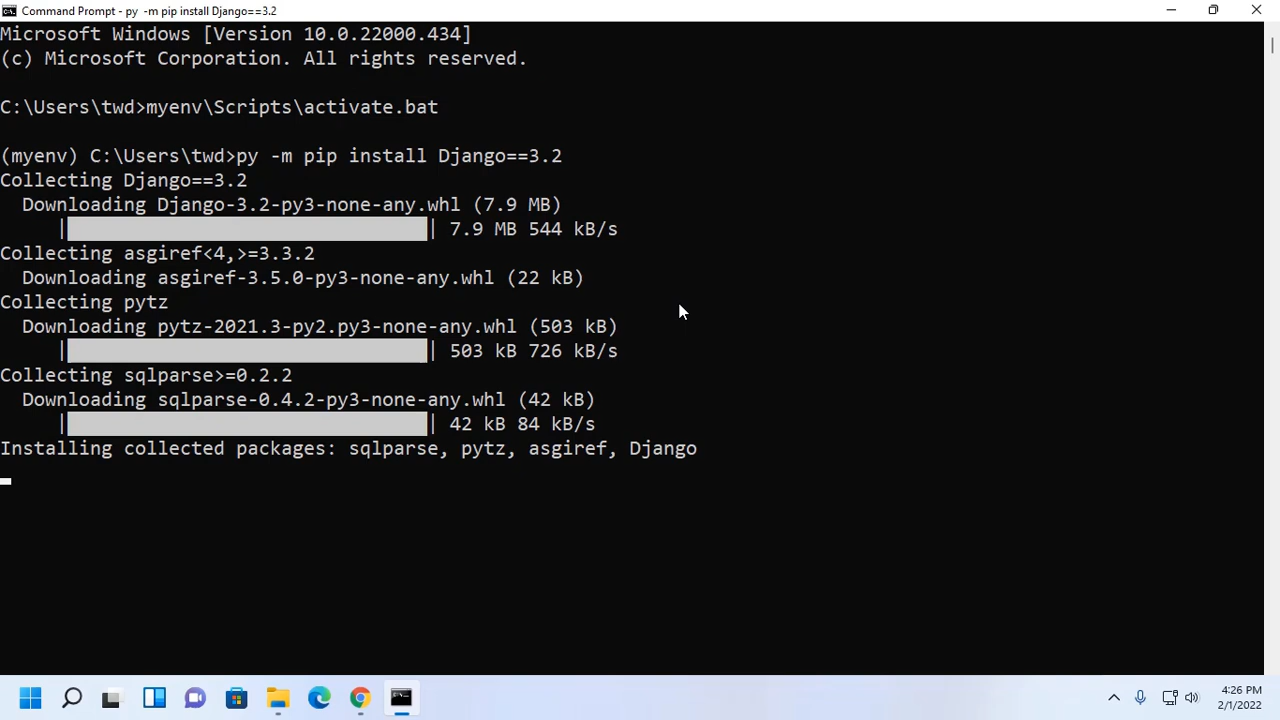 Command Prompt - py -m pip install Django==3.2
Microsoft Windows [Version 10.0.22000.434]
(c) Microsoft Corporation. All rights reserved.
C:\Users\twd>myenv\Scripts\activate.bat
(myenv) C:\Users\twd>py -m pip install Django==3.2
Collecting Django==3.2
Downloading Django-3.2-py3-none-any.whl (7.9 MB)
| | 7.9 MB 544 kB/s
Collecting asgiref<4,>=3.3.2
Downloading asgiref-3.5.0-py3-none-any.whl (22 kB)
Collecting pytz
Downloading pytz-2021.3-py2.py3-none-any.whl (503 kB)
| | 503 kB 726 kB/s
Collecting sqlparse>=0.2.2
Downloading sqlparse-0.4.2-py3-none-any.whl (42 kB)
| | 42 kB 84 kB/s
Installing collected packages: sqlparse, pytz, asgiref, Django
4:26 PM
2/1/2022